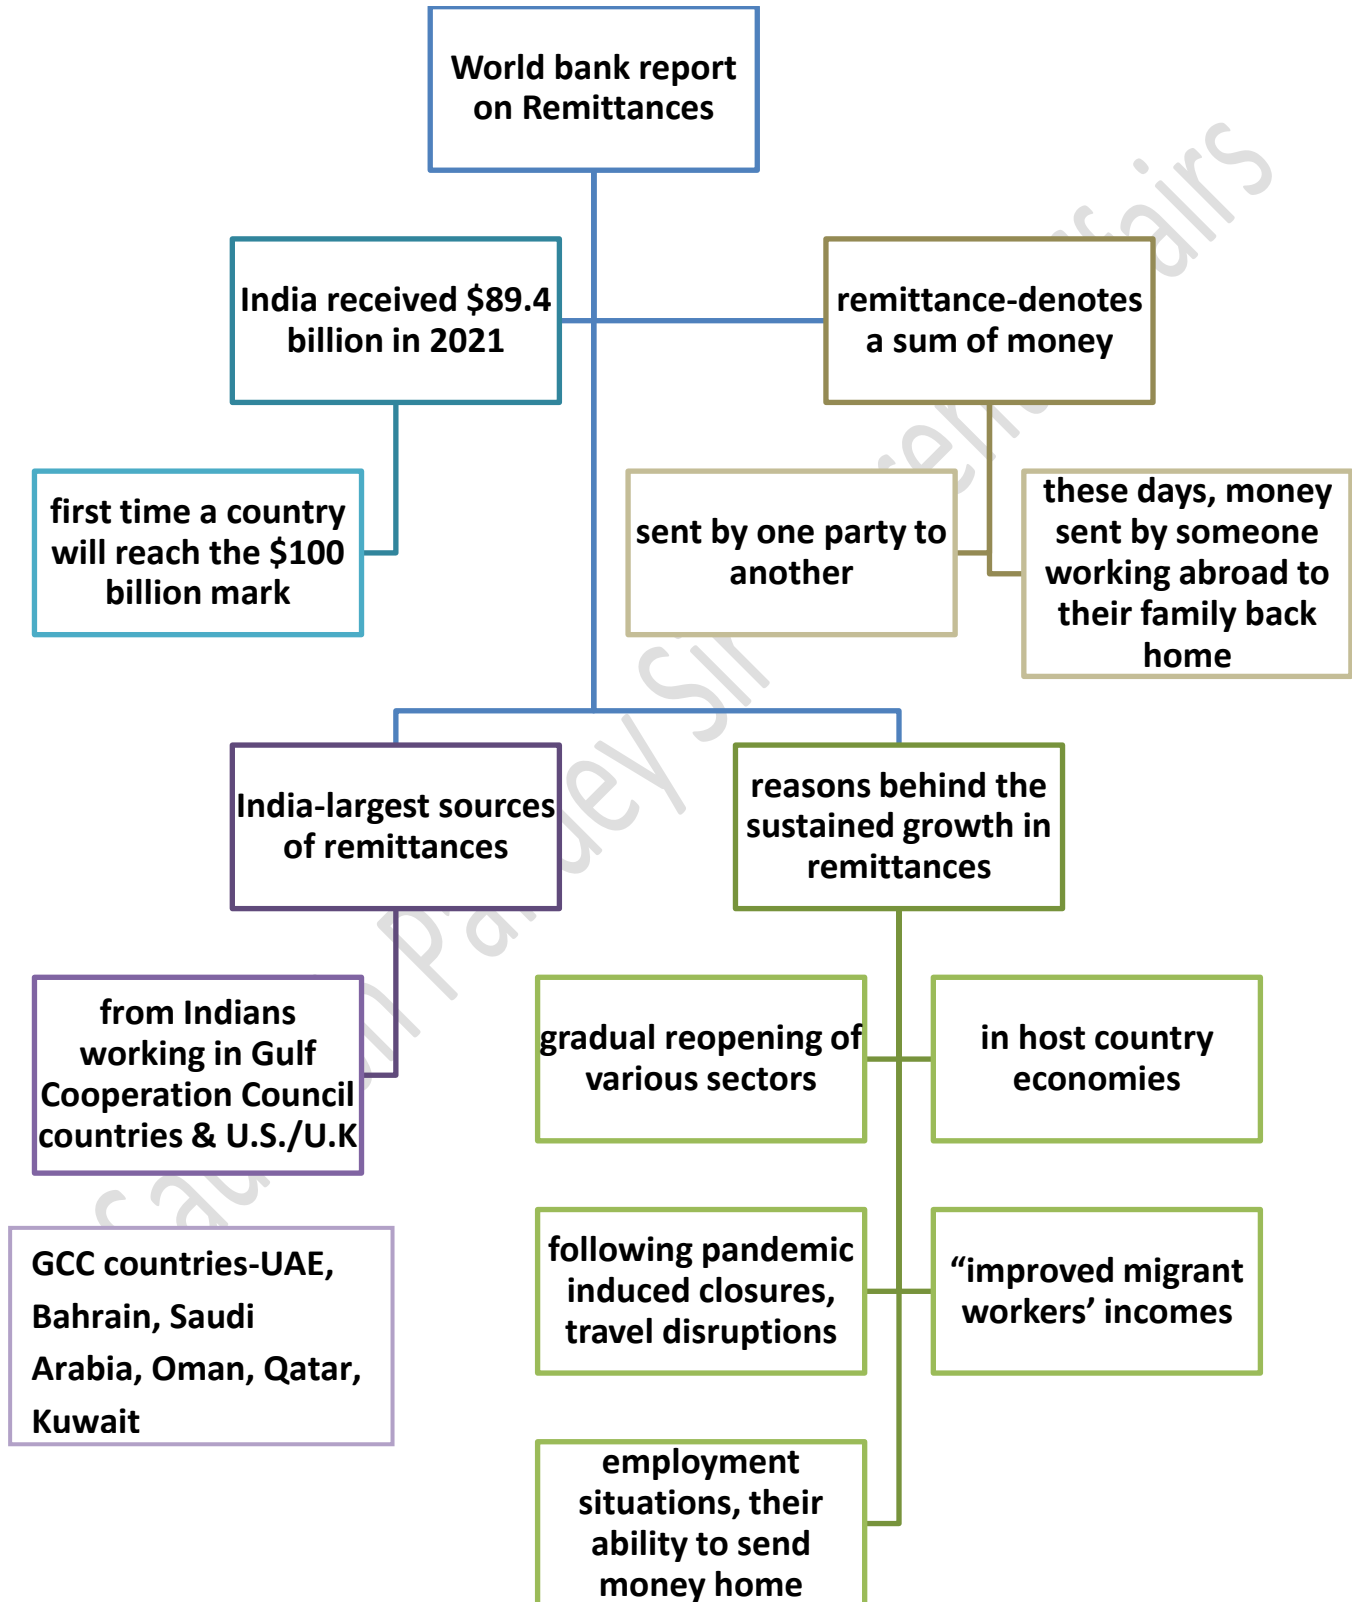 World bank report
on Remittances
India received $89.4
billion in 2021
remittance-denotes
a sum of money
first time a country
will reach the $100
billion mark
sent by one party to
another
these days, money
sent by someone
working abroad to
their family back
home
India-largest sources
of remittances
reasons behind the
sustained growth in
remittances
from Indians
working in Gulf
Cooperation Council
countries & U.S./U.K
gradual reopening of
various sectors
in host country
economies
GCC countries-UAE,
Bahrain, Saudi
Arabia, Oman, Qatar,
Kuwait
following pandemic
induced closures,
travel disruptions
“improved migrant
workers’ incomes
employment
situations, their
ability to send
money home